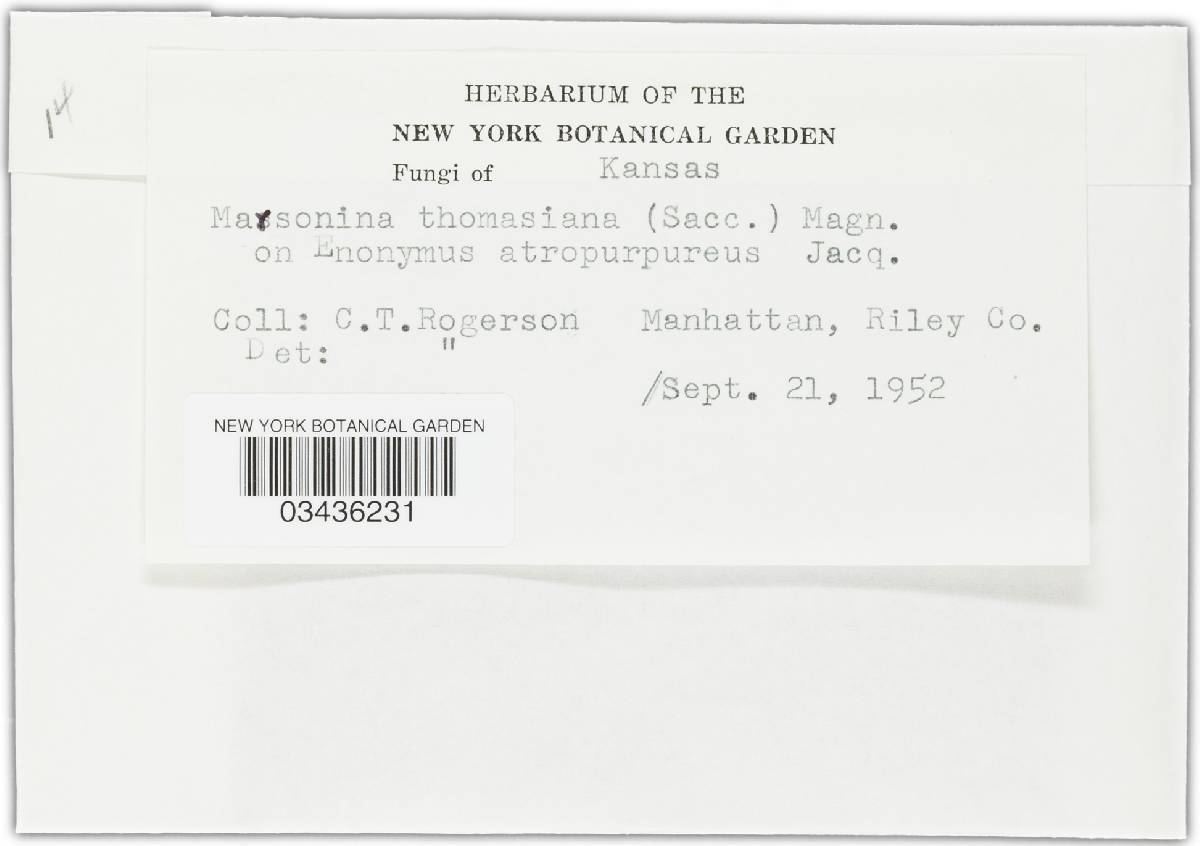 14
HERBARIUM OF THE
NEW YORK BOTANICAL GARDEN
Fungi of Kansas
Marsonina thomasiana (Sacc.) Magn.
on Enonymus atropurpureus Jacq.
Coll: C.T.Rogerson Manhattan, Riley Co.
Det: "
/Sept. 21, 1952
NEW YORK BOTANICAL GARDEN
03436231